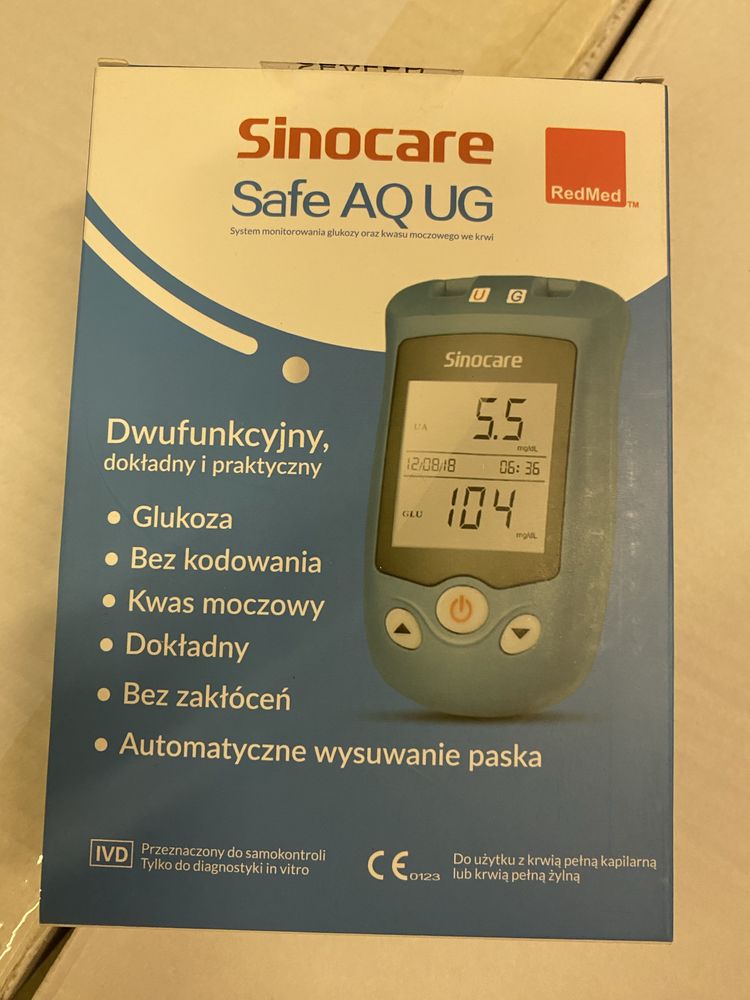 Sinocare
Safe AQ UG
System monitorowania glukozy oraz kwasu moczowego we krwi
RedMed TM
U G
Sinocare
UA 5.5
mg/dL
12/08/18 06:36
GLU 104
mg/dL
Dwufunkcyjny,
dokładny i praktyczny
• Glukoza
• Bez kodowania
• Kwas moczowy
• Dokładny
• Bez zakłóceń
• Automatyczne wysuwanie paska
IVD
Przeznaczony do samokontroli
Tylko do diagnostyki in vitro
CE 0123
Do użytku z krwią pełną kapilarną
lub krwią pełną żylną